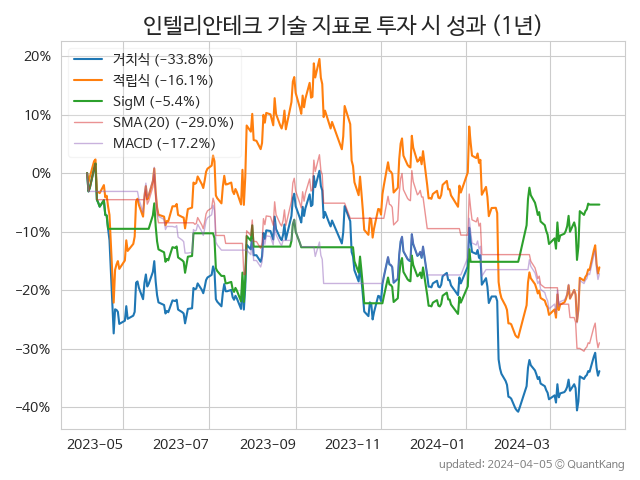 인텔리안테크 기술 지표로 투자 시 성과 (1년)
거치식 (−33.8%)
적립식 (−16.1%)
SigM (−5.4%)
SMA(20) (−29.0%)
MACD (−17.2%)
20%
10%
0%
−10%
−20%
−30%
−40%
2023−05 2023−07 2023−09 2023−11 2024−01 2024−03
updated: 2024−04−05 © QuantKang